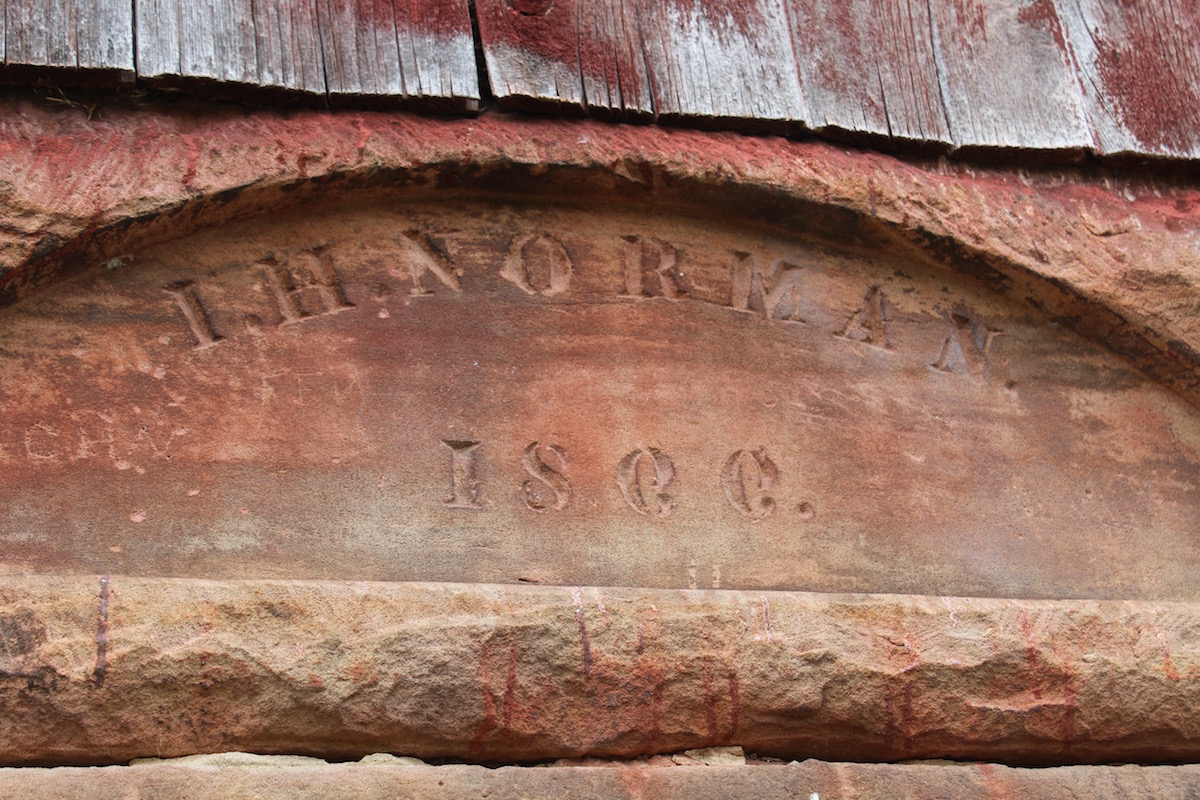 I. H. NORMAN.
1866.